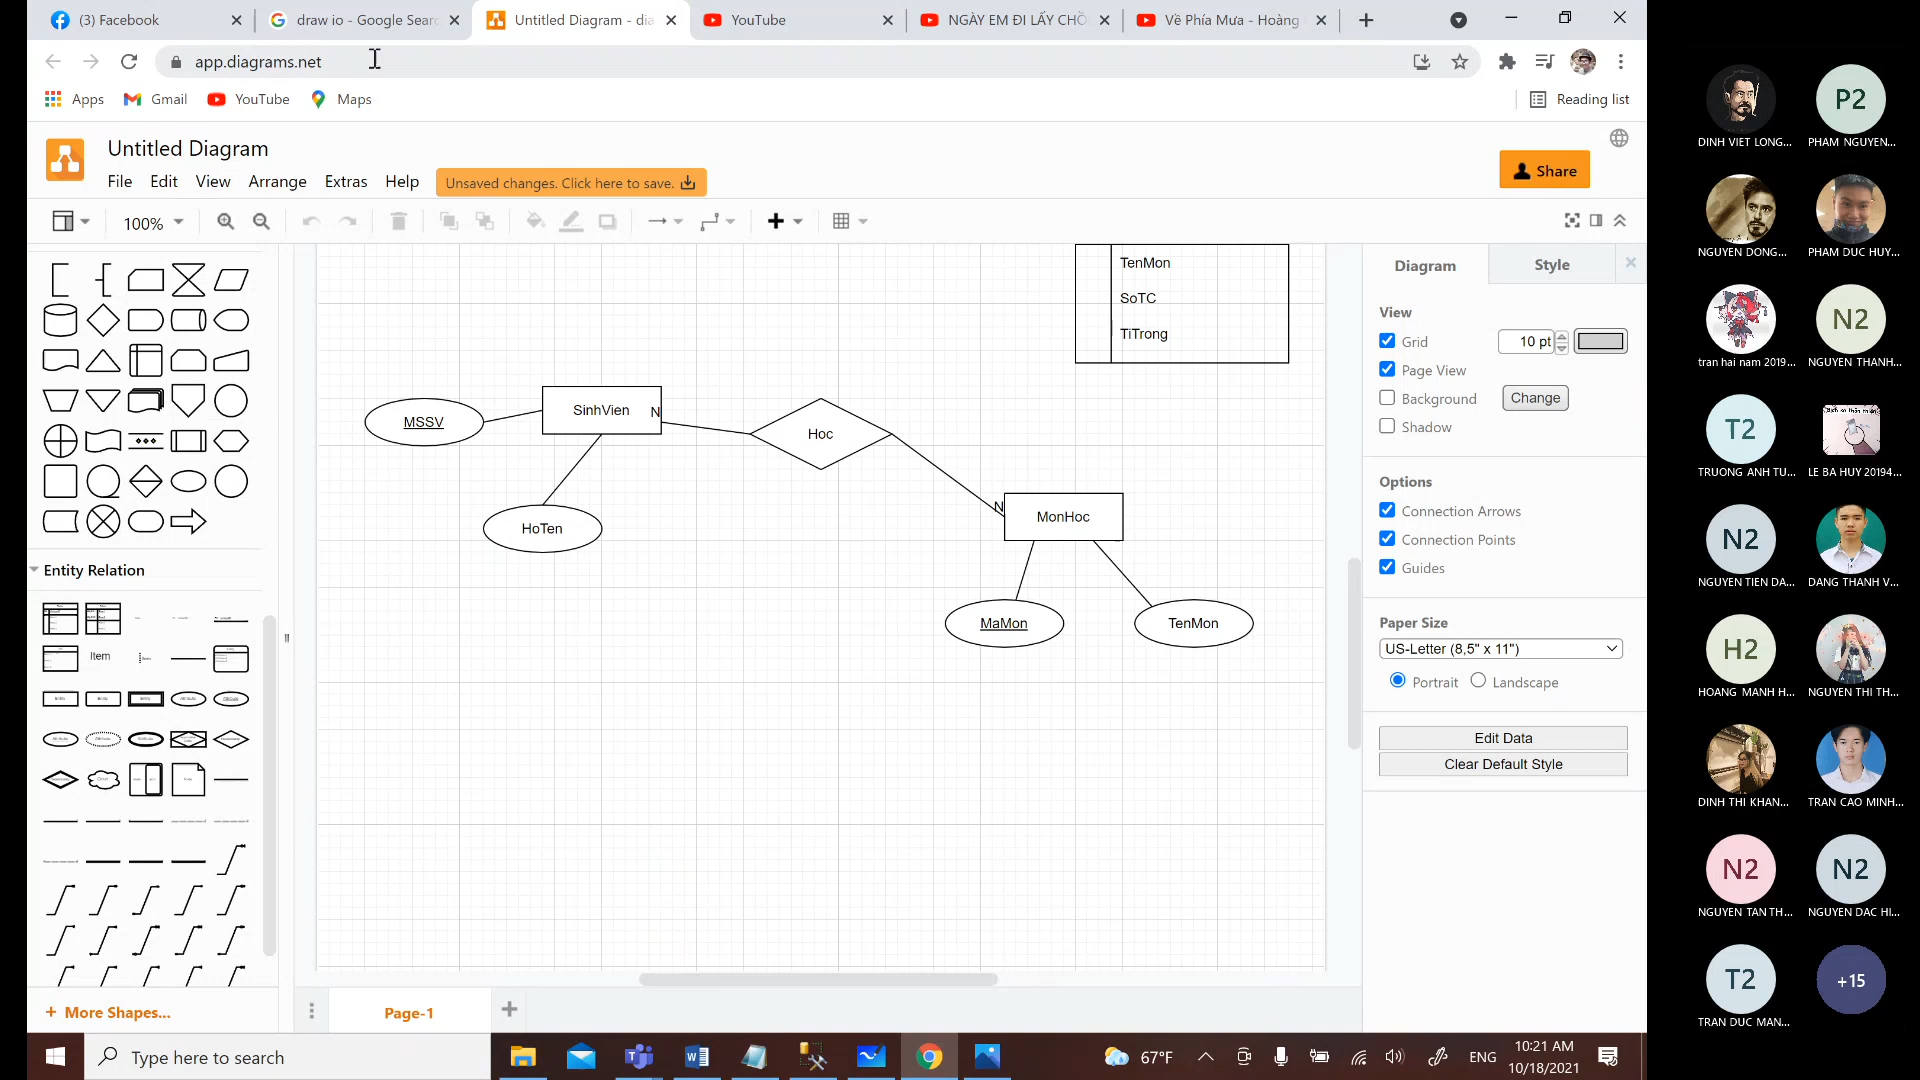 (3) Facebook
draw io - Google Sear
Untitled Diagram - dia
YouTube
NGÀY EM ĐI LẤY CHỒ
Về Phía Mưa - Hoàng
app.diagrams.net
Apps
Gmail
YouTube
Maps
Reading list
Untitled Diagram
File Edit View Arrange Extras Help
Unsaved changes. Click here to save.
Share
100%
Entity Relation
Item
More Shapes...
TenMon
SoTC
TiTrong
MSSV
SinhVien
N
Hoc
HoTen
N
MonHoc
MaMon
TenMon
Page-1
Diagram
Style
View
Grid
10 pt
Page View
Background
Change
Shadow
Options
Connection Arrows
Connection Points
Guides
Paper Size
US-Letter (8,5" x 11")
Portrait
Landscape
Edit Data
Clear Default Style
Type here to search
67°F
ENG
10:21 AM
10/18/2021
DINH VIET LONG...
P2
PHAM NGUYEN...
NGUYEN DONG...
PHAM DUC HUY...
tran hai nam 2019...
N2
NGUYEN THANH...
T2
TRUONG ANH TU...
LE BA HUY 20194...
N2
NGUYEN TIEN DA...
DANG THANH V...
H2
HOANG MANH H...
NGUYEN THI TH...
DINH THI KHAN...
TRAN CAO MINH...
N2
NGUYEN TAN TH...
N2
NGUYEN DAC HI...
T2
TRAN DUC MAN...
+15